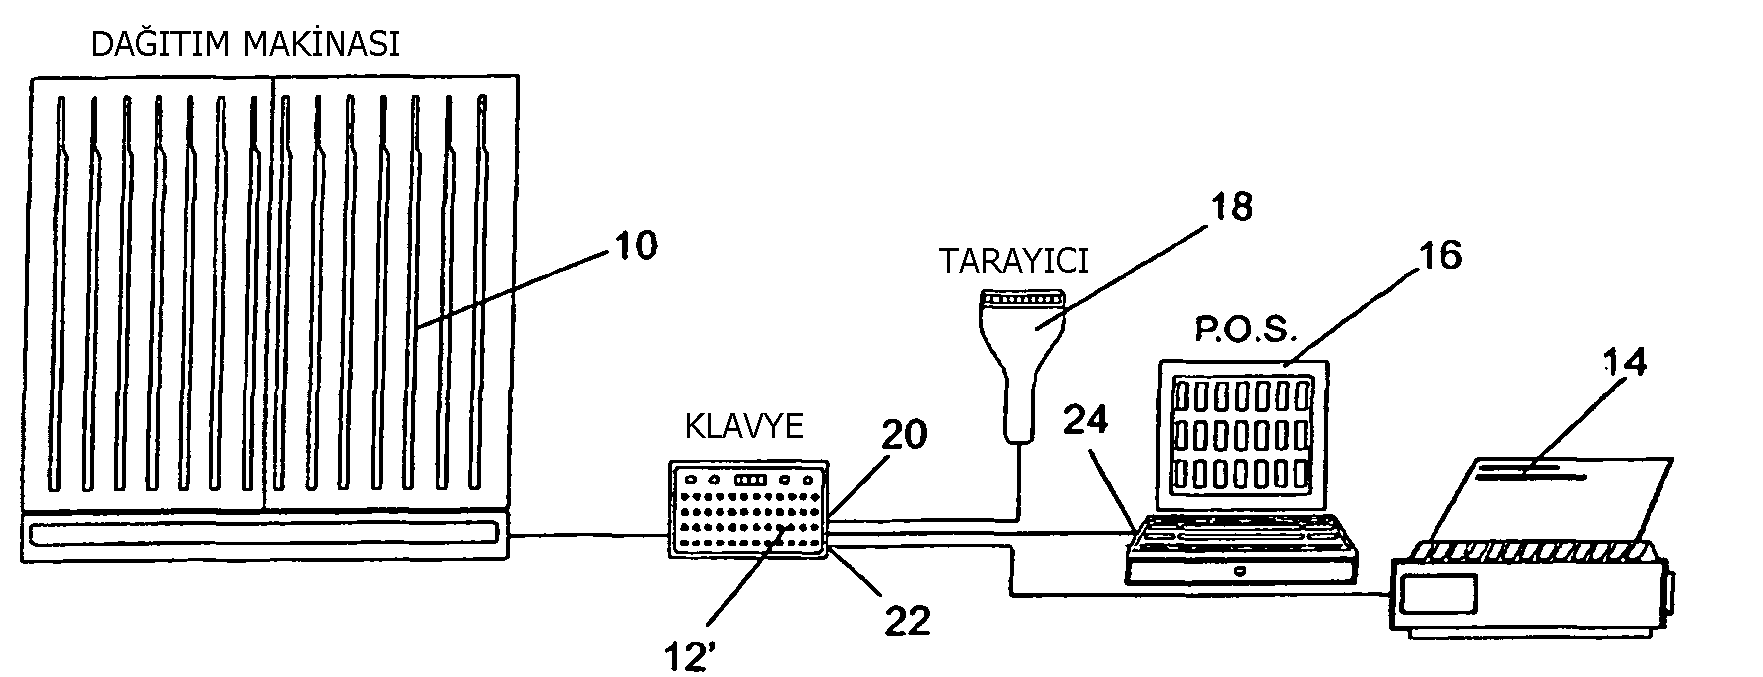 DAĞITIM MAKİNASI
10
18
TARAYICI
16
P.O.S.
14
KLAVYE
20
24
22
12'